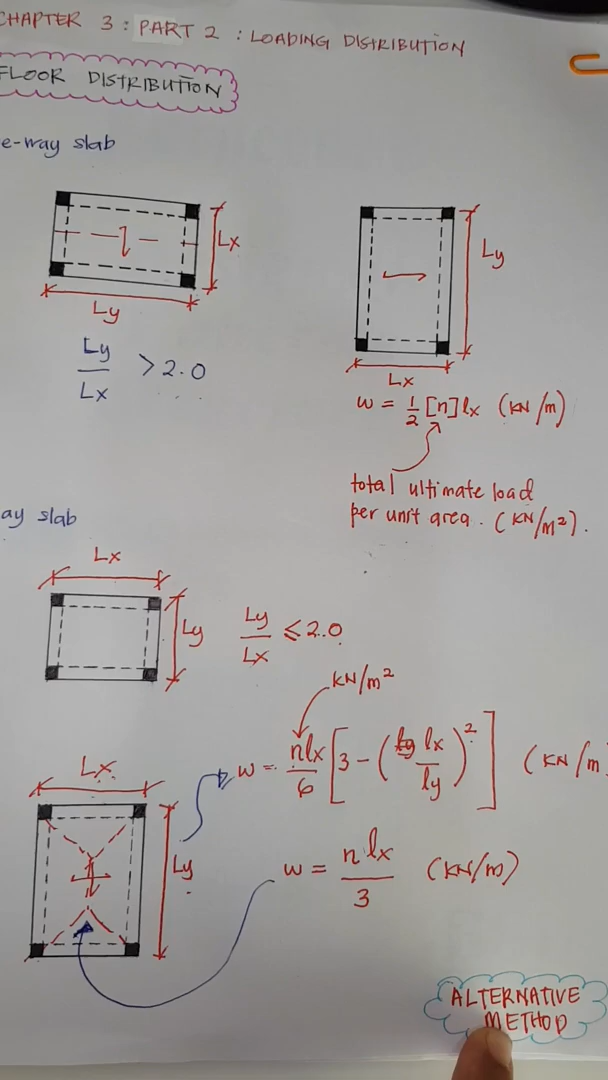 CHAPTER 3 : PART 2 : LOADING DISTRIBUTION
FLOOR DISTRIBUTION
e-way slab
Lx
Ly
Ly
Ly/Lx > 2.0
Lx
w = 1/2 [n] lx (KN/m)
total ultimate load
per unit area. (KN/m²).
ay slab
Lx
Ly
Ly/Lx ≤ 2.0
KN/m²
w = nlx/6 [3 - (lx/ly)²] (KN/m
Lx
Ly
w = nlx/3 (KN/m)
ALTERNATIVE
METHOD